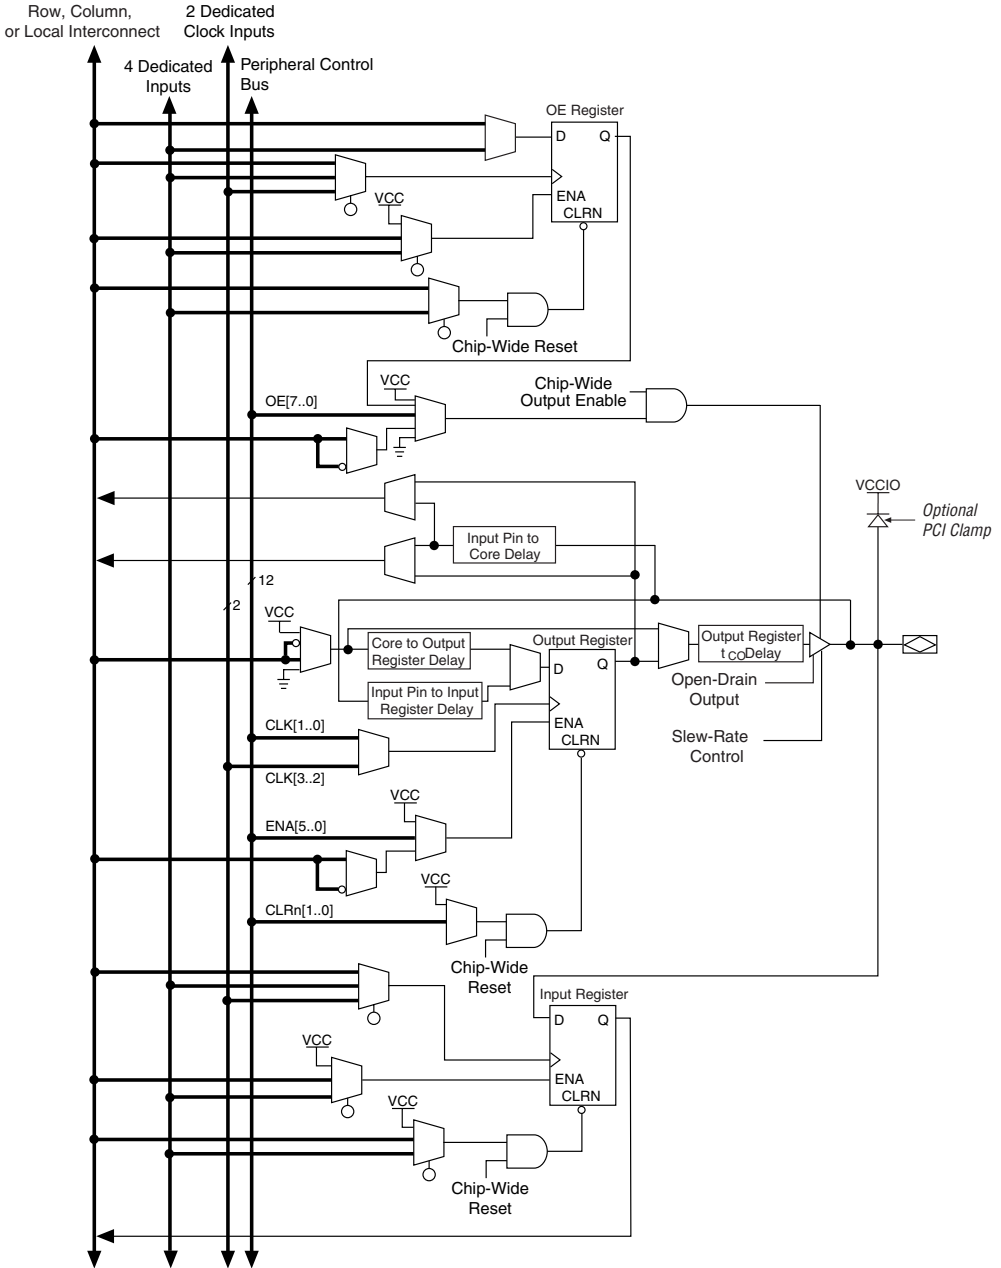 Row, Column,
or Local Interconnect
2 Dedicated
Clock Inputs
4 Dedicated
Inputs
Peripheral Control
Bus
OE Register
D
Q
ENA
CLRN
VCC
Chip-Wide Reset
VCC
OE[7..0]
Chip-Wide
Output Enable
VCCIO
Optional
PCI Clamp
Input Pin to
Core Delay
12
2
VCC
Core to Output
Register Delay
Input Pin to Input
Register Delay
Output Register
D
Q
ENA
CLRN
Output Register
t CO Delay
Open-Drain
Output
Slew-Rate
Control
CLK[1..0]
CLK[3..2]
VCC
ENA[5..0]
VCC
CLRn[1..0]
Chip-Wide
Reset
Input Register
D
Q
ENA
CLRN
VCC
VCC
Chip-Wide
Reset